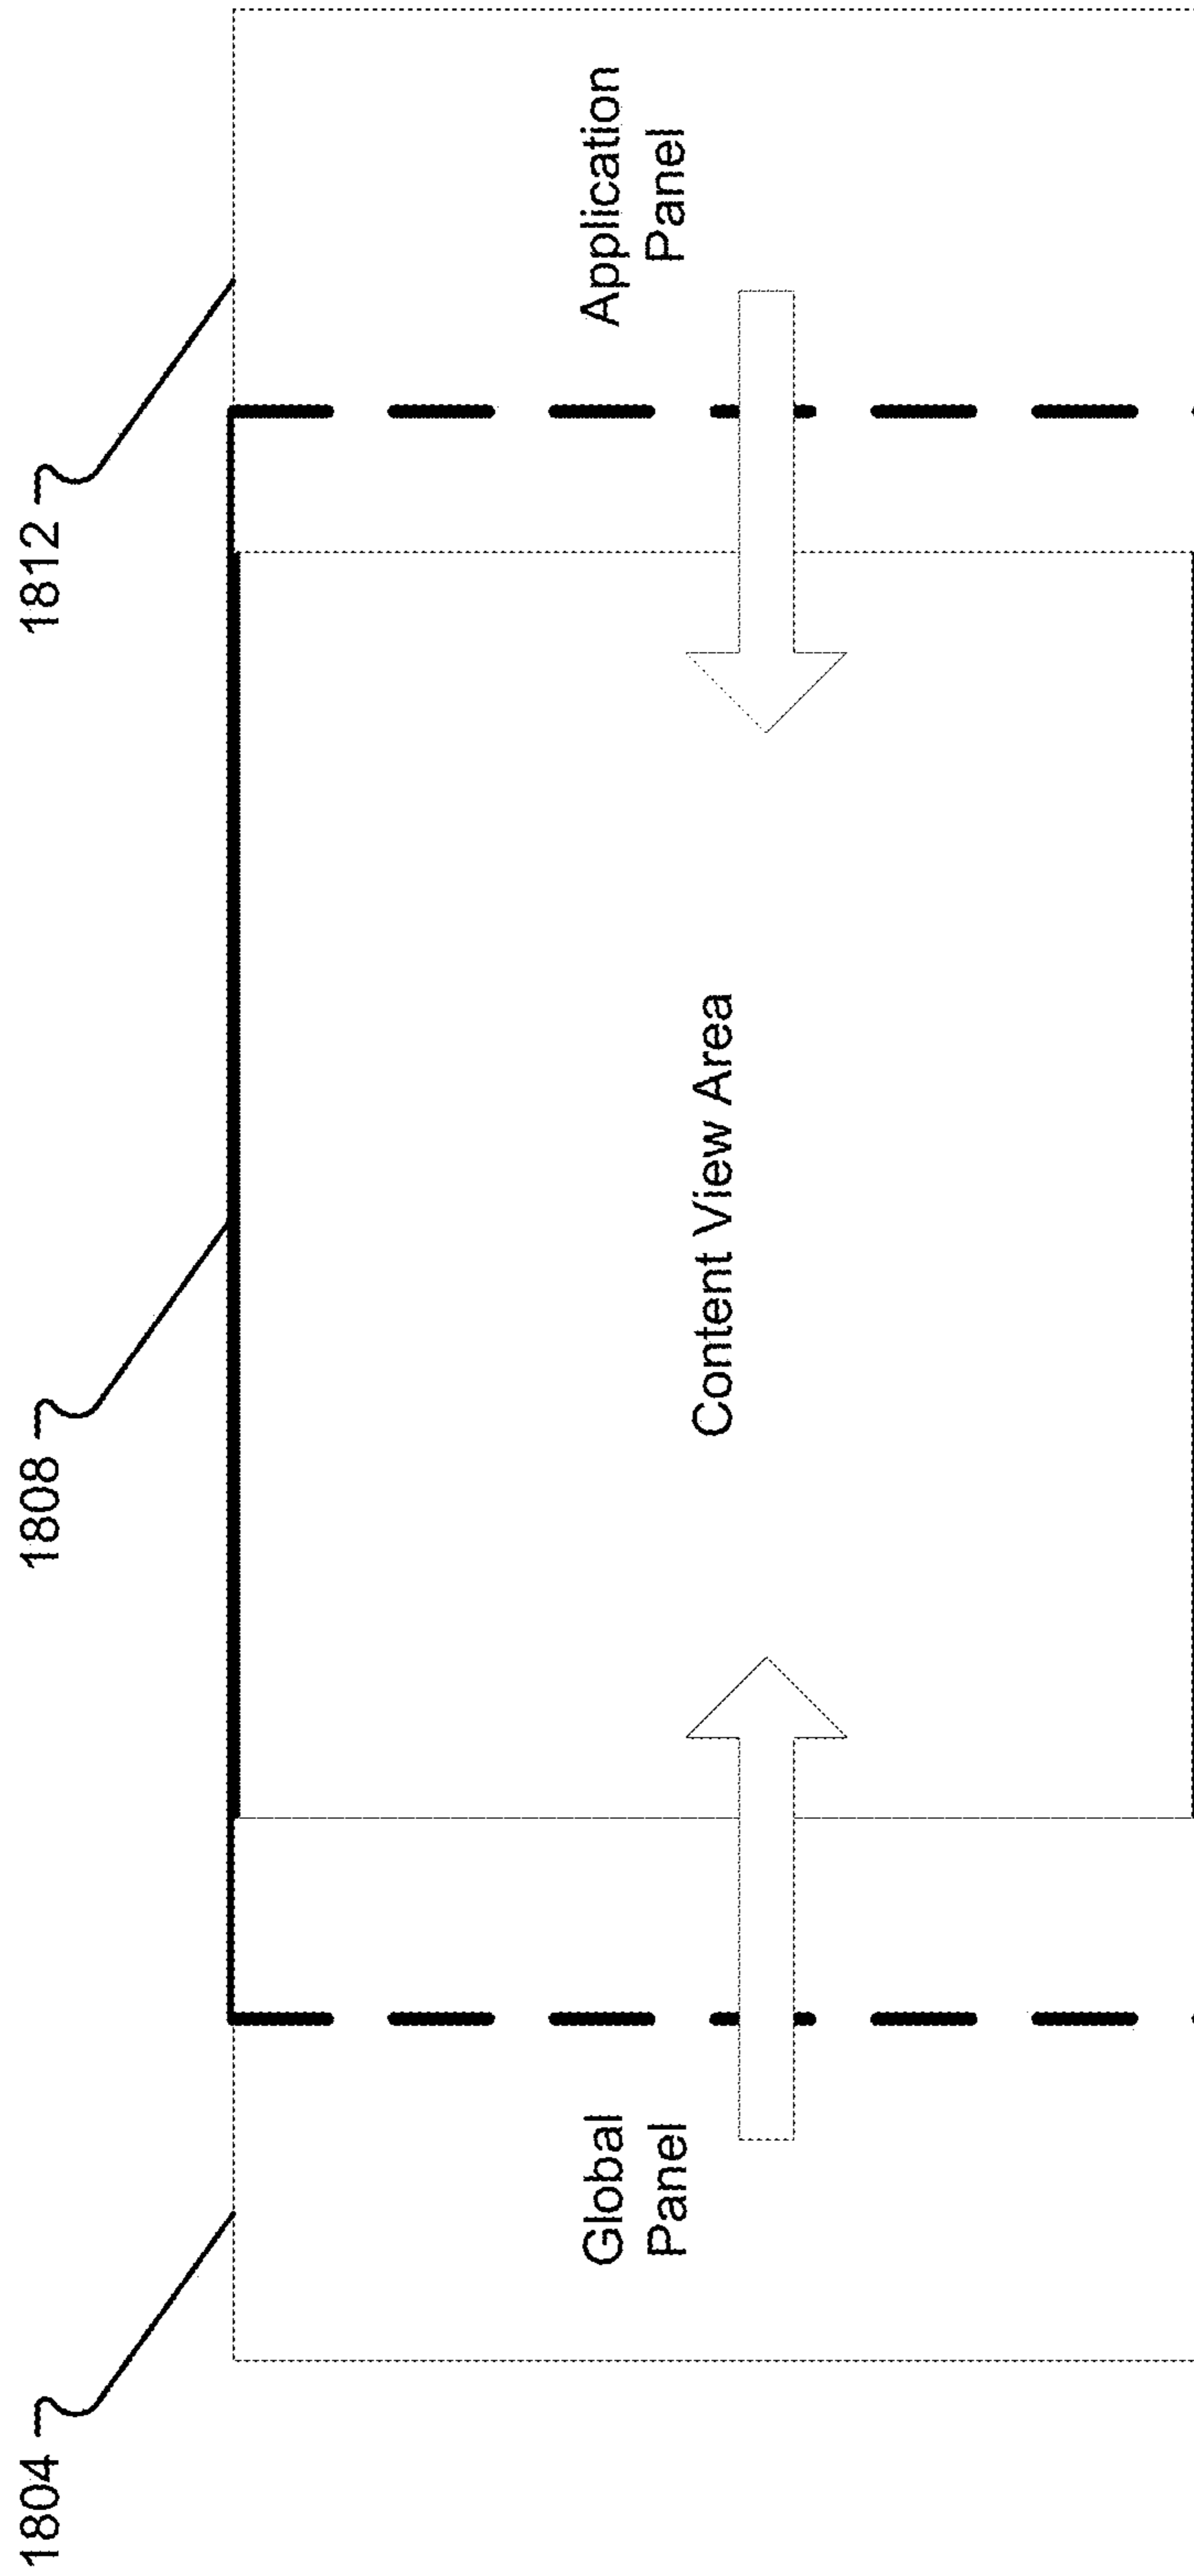 1804
1808
1812
Global
Panel
Content View Area
Application
Panel